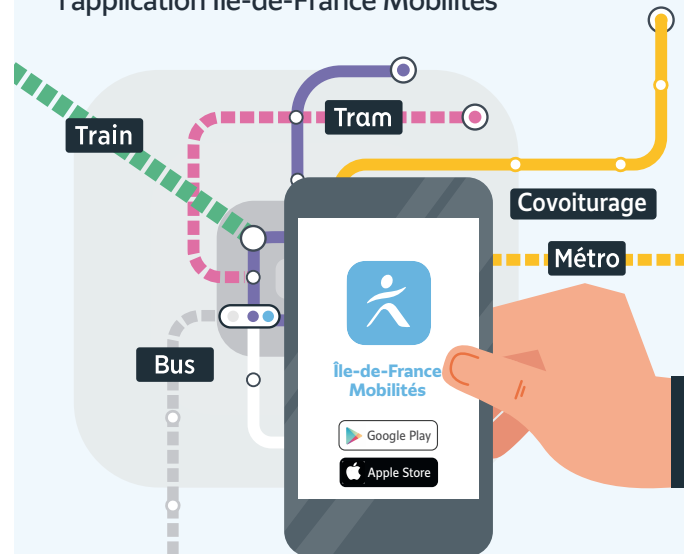 l'application Île-de-France Mobilités
Tram
Train
Covoiturage
Métro
Bus
Île-de-France
Mobilités
Google Play
Apple Store